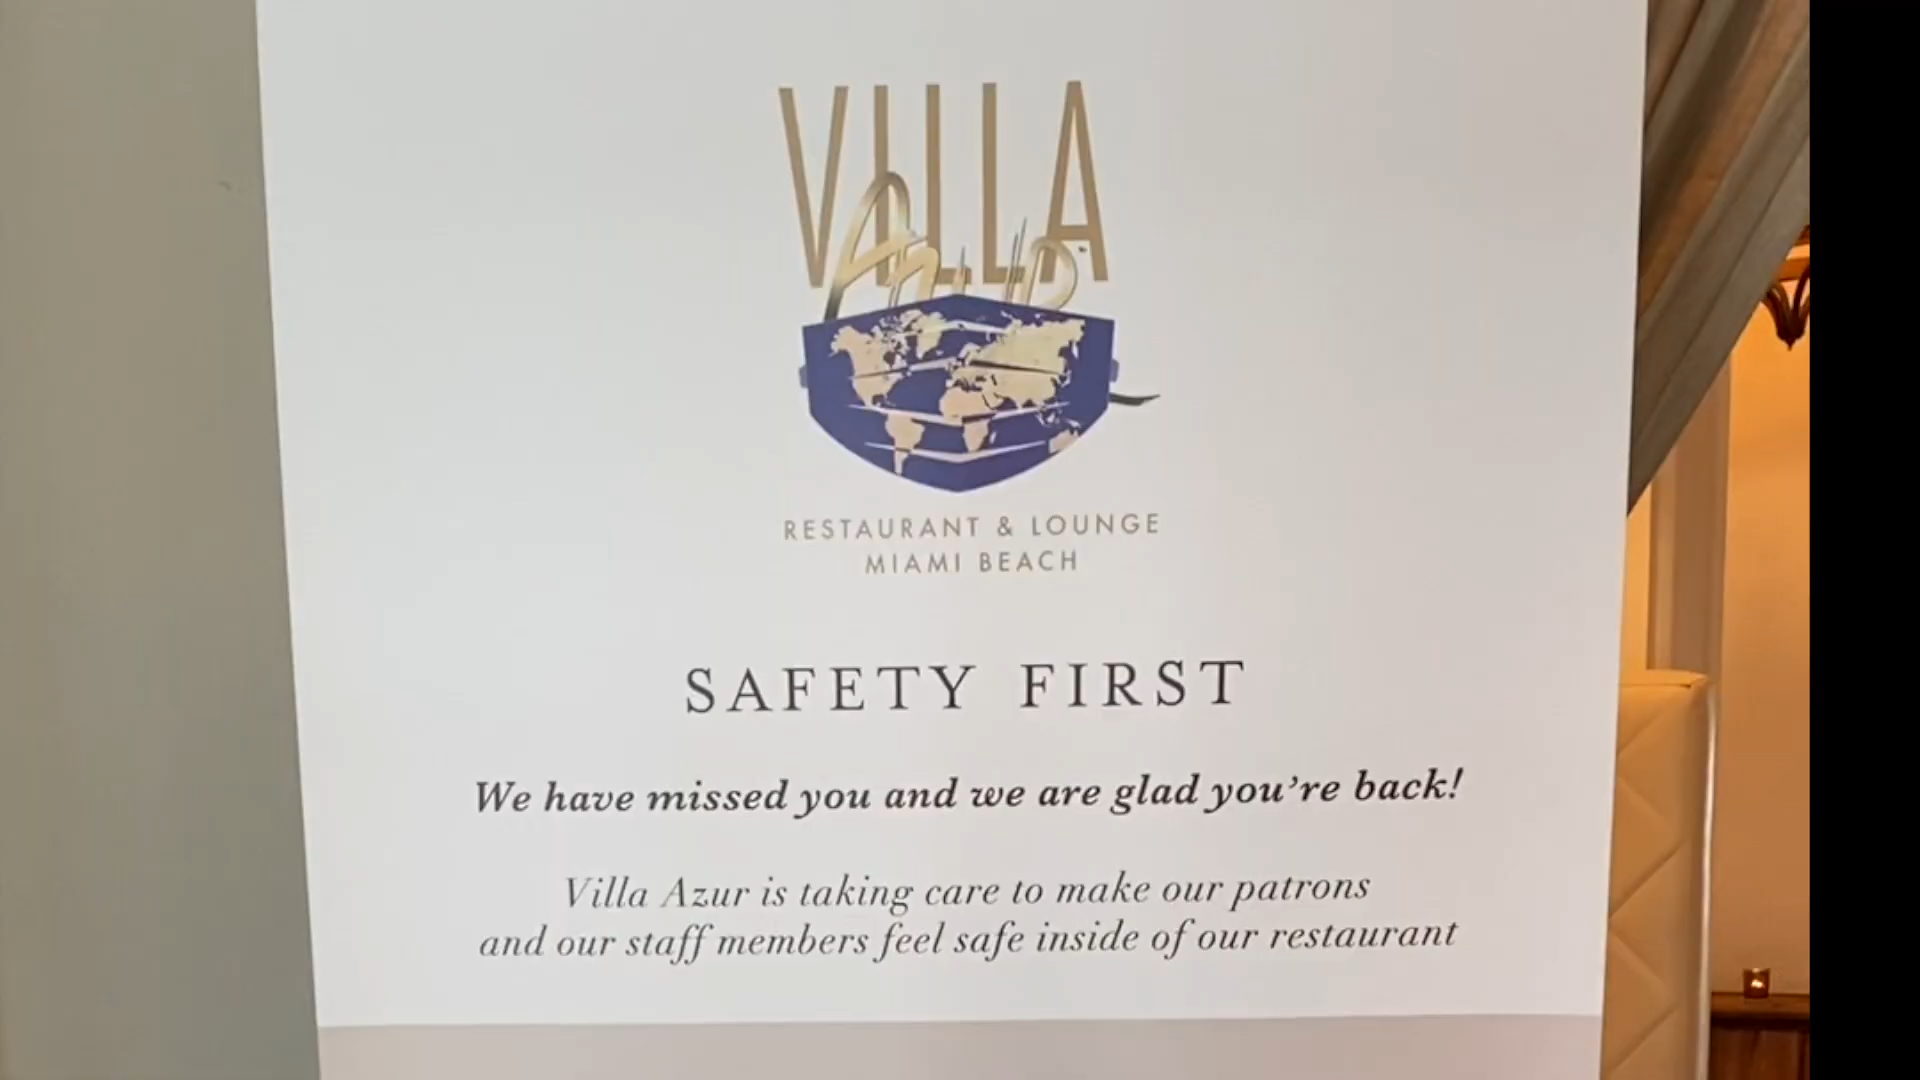 VILLA
Azur
RESTAURANT & LOUNGE
MIAMI BEACH
SAFETY FIRST
We have missed you and we are glad you’re back!
Villa Azur is taking care to make our patrons
and our staff members feel safe inside of our restaurant